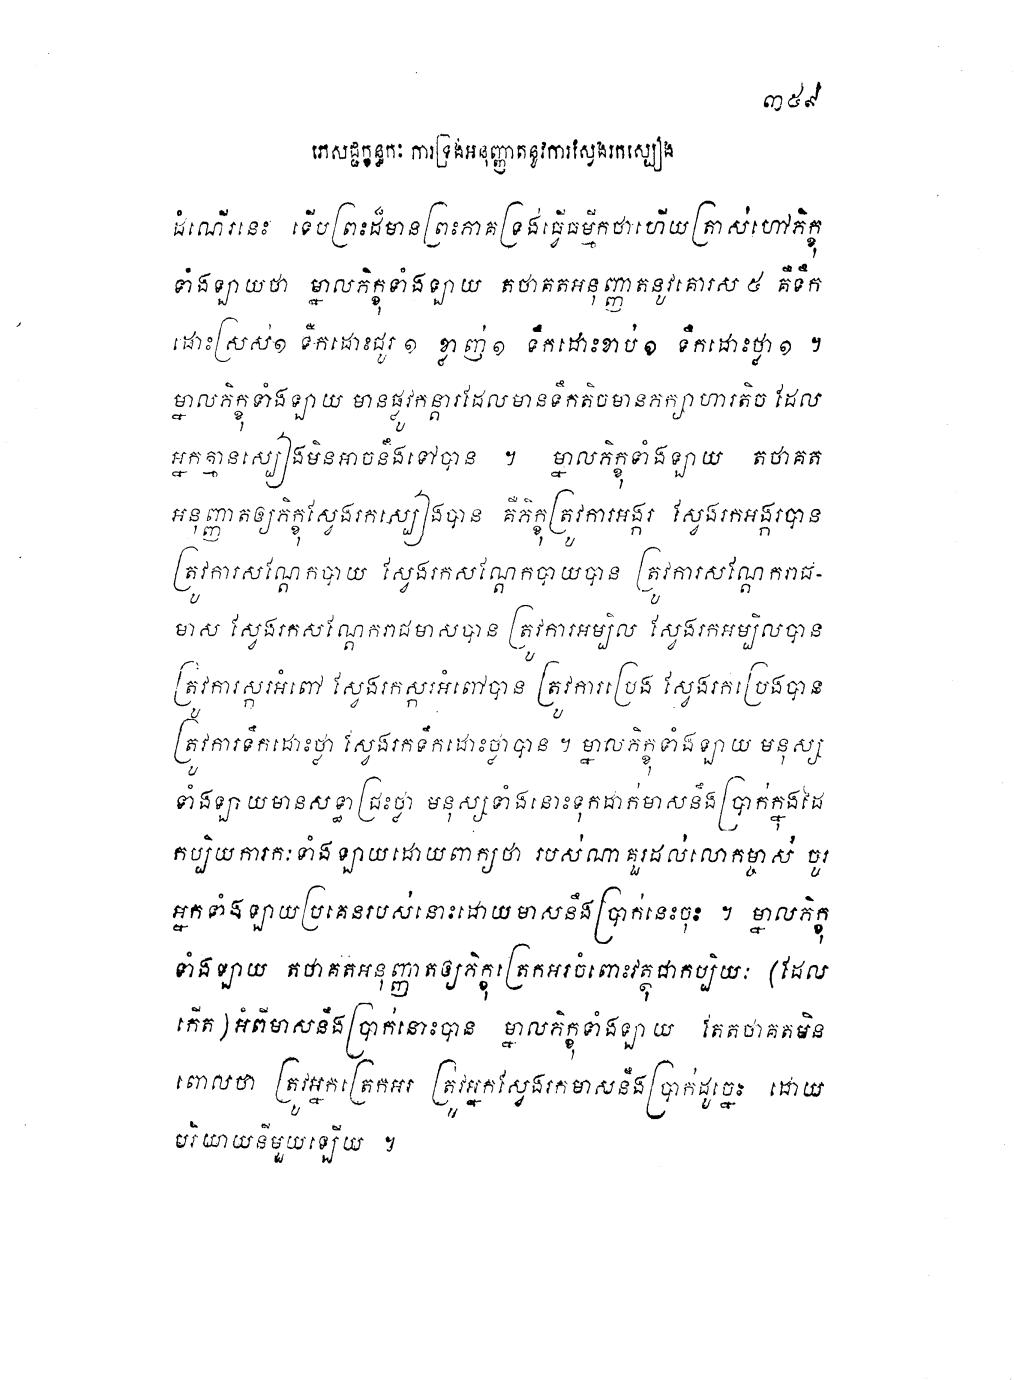 ៣៥៩
ភេសជ្ជក្ខន្ធកៈ ការទ្រង់អនុញ្ញាតនូវការស្វែងរកស្បៀង
ដំណើរនេះ ទើបព្រះដ៏មានព្រះភាគទ្រង់ធ្វើធម្មីកថាហើយត្រាស់ហៅភិក្ខុ
ទាំងឡាយថា ម្នាលភិក្ខុទាំងឡាយ តថាគតអនុញ្ញាតនូវគោរស ៥ គឺទឹក
ដោះស្រស់១ ទឹកដោះជូរ ១ ខ្លាញ់១ ទឹកដោះខាប់១ ទឹកដោះថ្លា១ ។
ម្នាលភិក្ខុទាំងឡាយ មានផ្លូវកន្តារដែលមានទឹកតិចមានភក្សាហារតិច ដែល
អ្នកគ្មានស្បៀងមិនអាចនឹងទៅបាន ។ ម្នាលភិក្ខុទាំងឡាយ តថាគត
អនុញ្ញាតឲ្យភិក្ខុស្វែងរកស្បៀងបាន គឺភិក្ខុត្រូវការអង្ករ ស្វែងរកអង្ករបាន
ត្រូវការសណ្តែកបាយ ស្វែងរកសណ្តែកបាយបាន ត្រូវការសណ្តែករាជ-
មាស ស្វែងរកសណ្តែករាជមាសបាន ត្រូវការអម្បិល ស្វែងរកអម្បិលបាន
ត្រូវការស្ករអំពៅ ស្វែងរកស្ករអំពៅបាន ត្រូវការប្រេង ស្វែងរកប្រេងបាន
ត្រូវការទឹកដោះថ្លា ស្វែងរកទឹកដោះថ្លាបាន ។ ម្នាលភិក្ខុទាំងឡាយ មនុស្ស
ទាំងឡាយមានសទ្ធាជ្រះថ្លា មនុស្សទាំងនោះទុកដាក់មាសនឹងប្រាក់ក្នុងដៃ
កប្បិយការកៈទាំងឡាយដោយពាក្យថា របស់ណាគួរដល់លោកម្ចាស់ ចូរ
អ្នកទាំងឡាយប្រគេនរបស់នោះដោយមាសនឹងប្រាក់នេះចុះ ។ ម្នាលភិក្ខុ
ទាំងឡាយ តថាគតអនុញ្ញាតឲ្យភិក្ខុត្រេកអរចំពោះវត្ថុជាកប្បិយៈ (ដែល
កើត) អំពីមាសនឹងប្រាក់នោះបាន ម្នាលភិក្ខុទាំងឡាយ តែតថាគតមិន
ពោលថា ត្រូវអ្នកត្រេកអរ ត្រូវអ្នកស្វែងរកមាសនឹងប្រាក់ដូច្នេះ ដោយ
បរិយាយនីមួយឡើយ ។